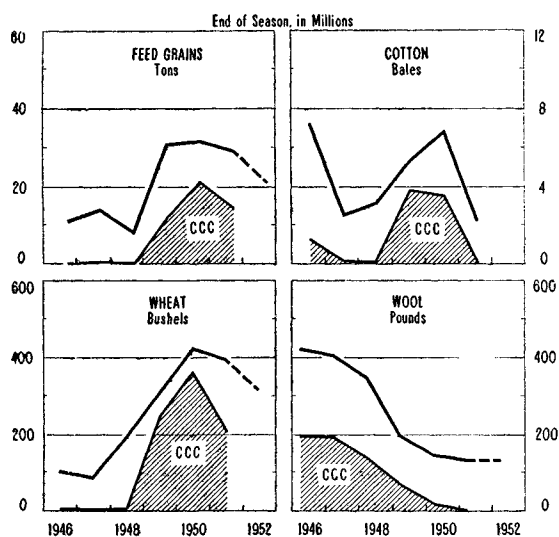 End of Season, in Millions
60
FEED GRAINS
Tons
40
20
0
CCC
COTTON
Bales
12
8
4
0
CCC
600
WHEAT
Bushels
400
200
0
CCC
WOOL
Pounds
600
400
200
0
CCC
1946 1948 1950 1952
1946 1948 1950 1952